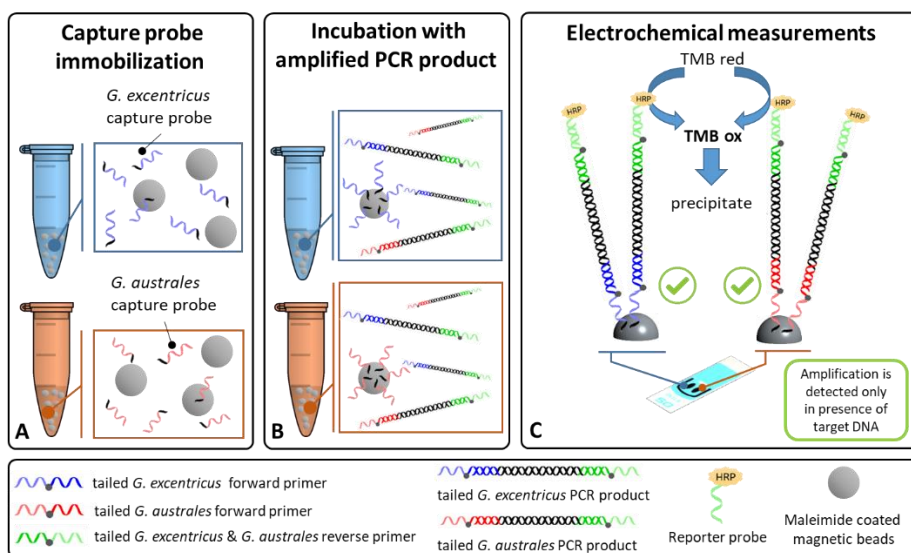 Capture probe
immobilization
G. excentricus
capture probe
G. australes
capture probe
A
Incubation with
amplified PCR product
B
Electrochemical measurements
TMB red
HRP
HRP
HRP
HRP
TMB ox
precipitate
Amplification is
detected only
in presence of
target DNA
C
tailed G. excentricus forward primer
tailed G. australes forward primer
tailed G. excentricus & G. australes reverse primer
tailed G. excentricus PCR product
tailed G. australes PCR product
HRP
Reporter probe
Maleimide coated
magnetic beads